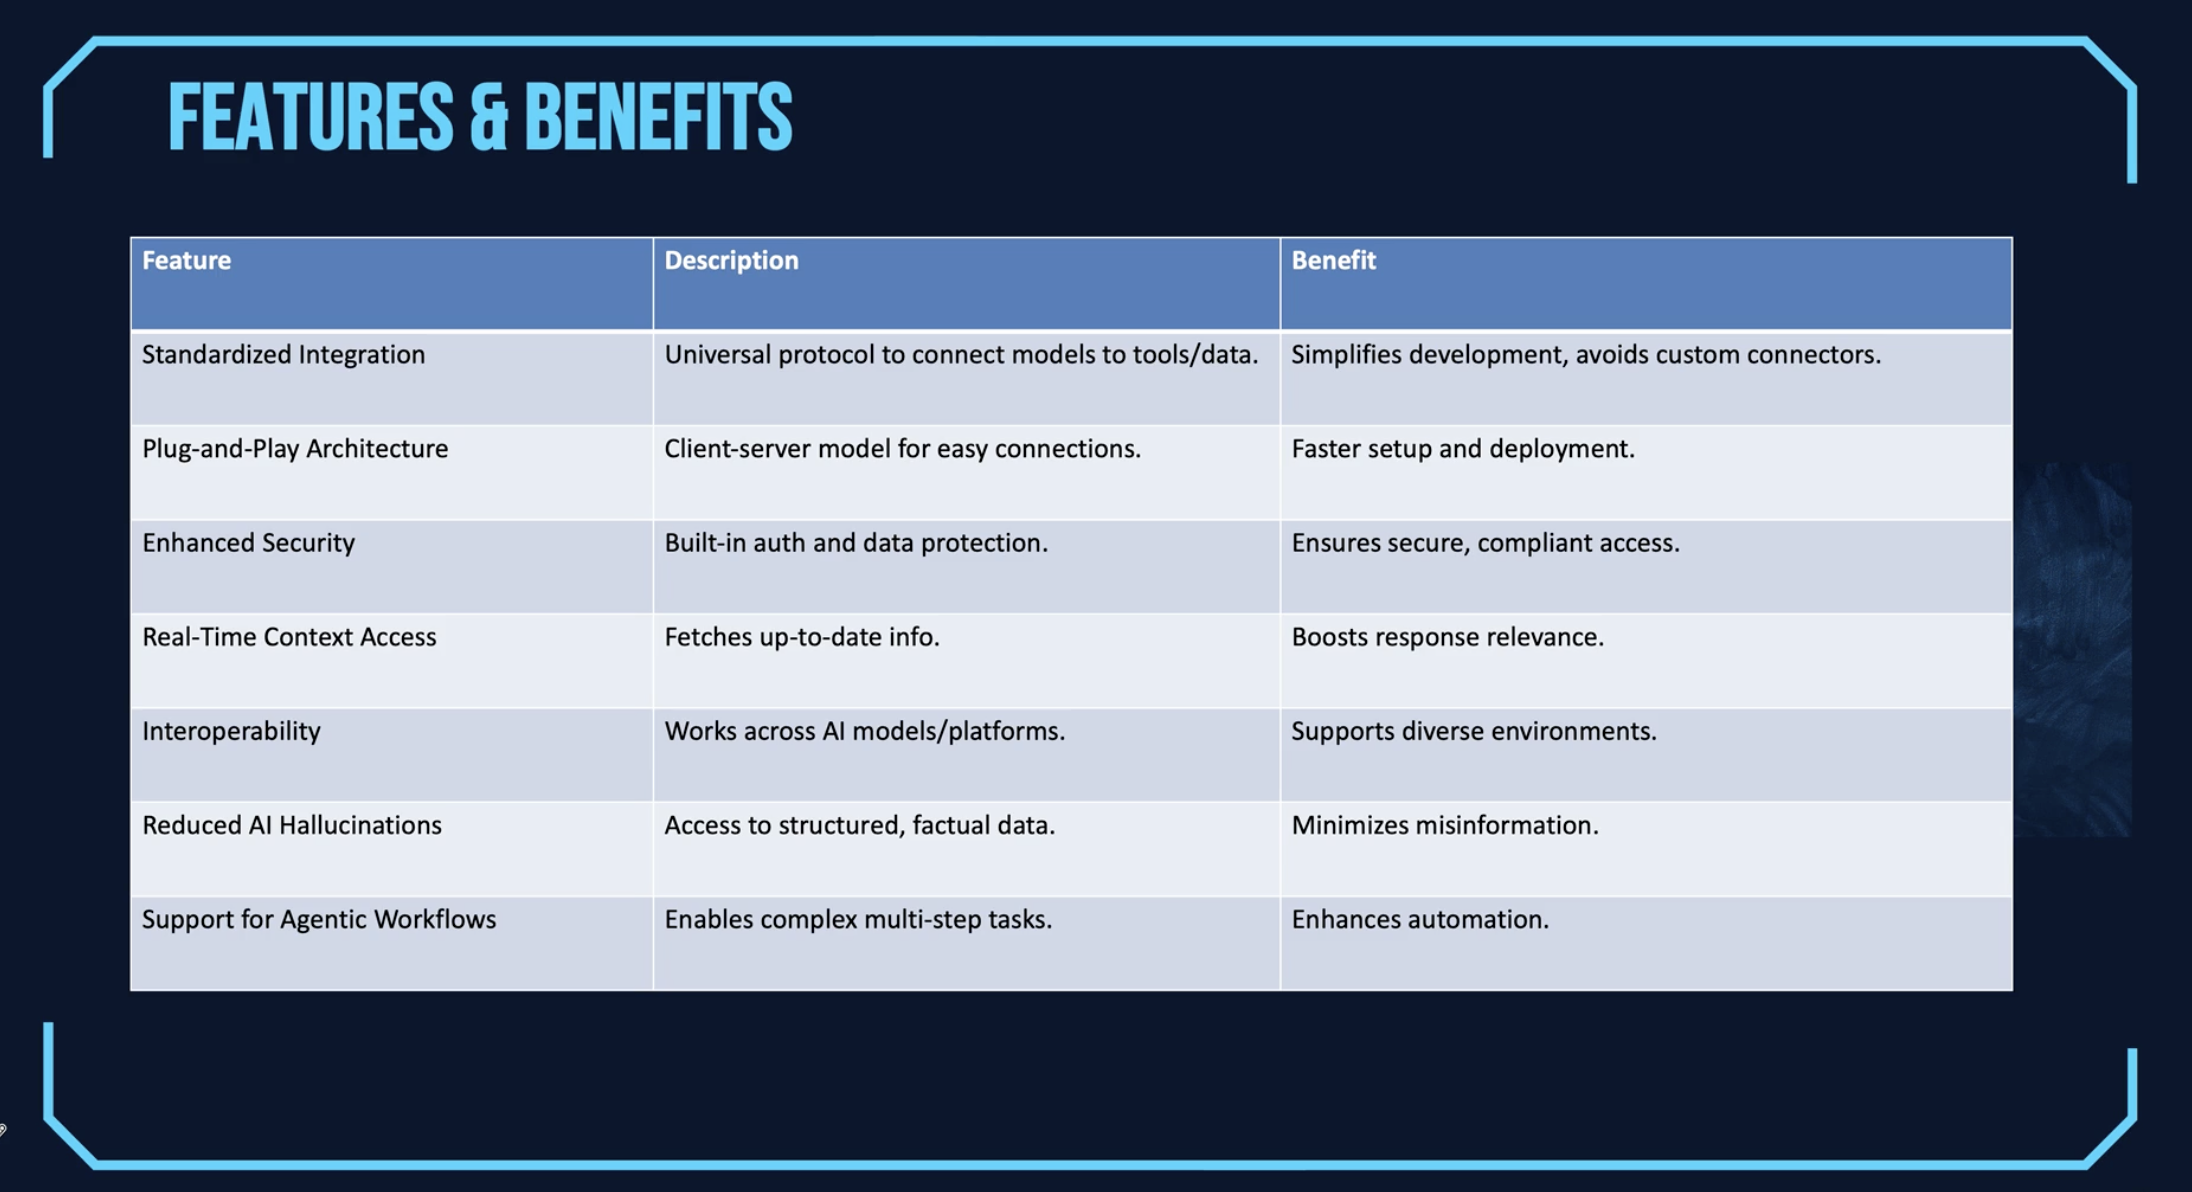 FEATURES & BENEFITS
Feature Description Benefit
Standardized Integration Universal protocol to connect models to tools/data. Simplifies development, avoids custom connectors.
Plug-and-Play Architecture Client-server model for easy connections. Faster setup and deployment.
Enhanced Security Built-in auth and data protection. Ensures secure, compliant access.
Real-Time Context Access Fetches up-to-date info. Boosts response relevance.
Interoperability Works across AI models/platforms. Supports diverse environments.
Reduced AI Hallucinations Access to structured, factual data. Minimizes misinformation.
Support for Agentic Workflows Enables complex multi-step tasks. Enhances automation.